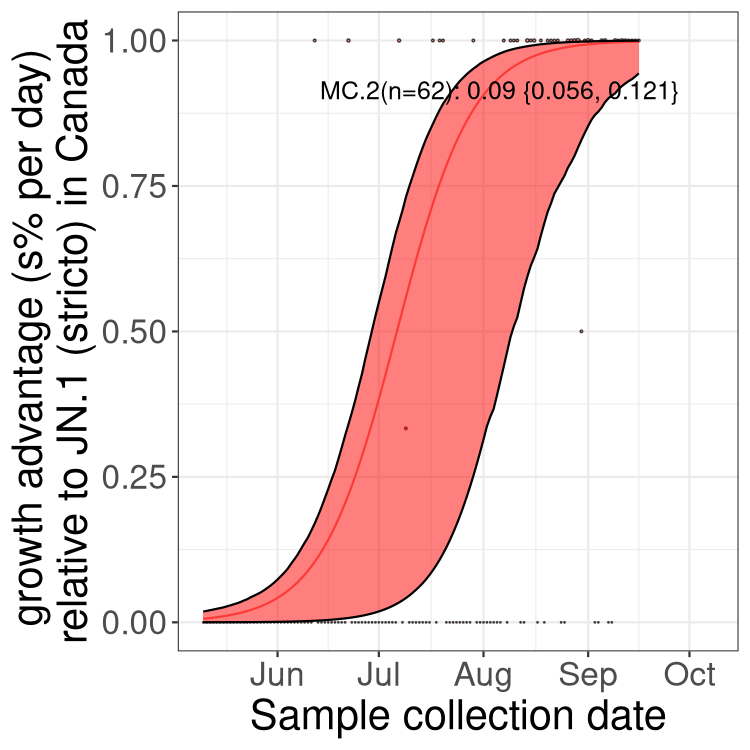 growth advantage (s% per day)
relative to JN.1 (stricto) in Canada
1.00
0.75
0.50
0.25
0.00
MC.2(n=62): 0.09 {0.056, 0.121}
Jun Jul Aug Sep Oct
Sample collection date